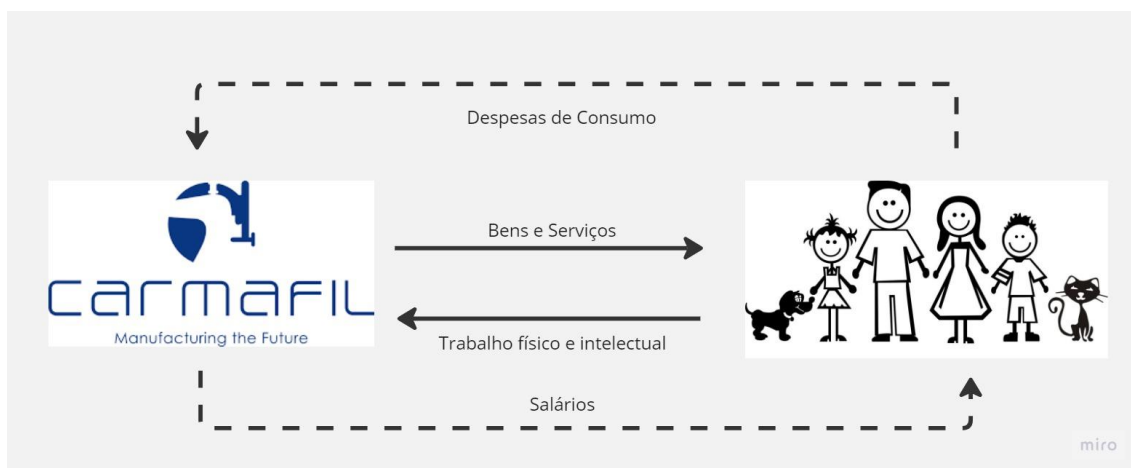 Despesas de Consumo
Bens e Serviços
carmafil
Manufacturing the Future
Trabalho físico e intelectual
Salários
miro